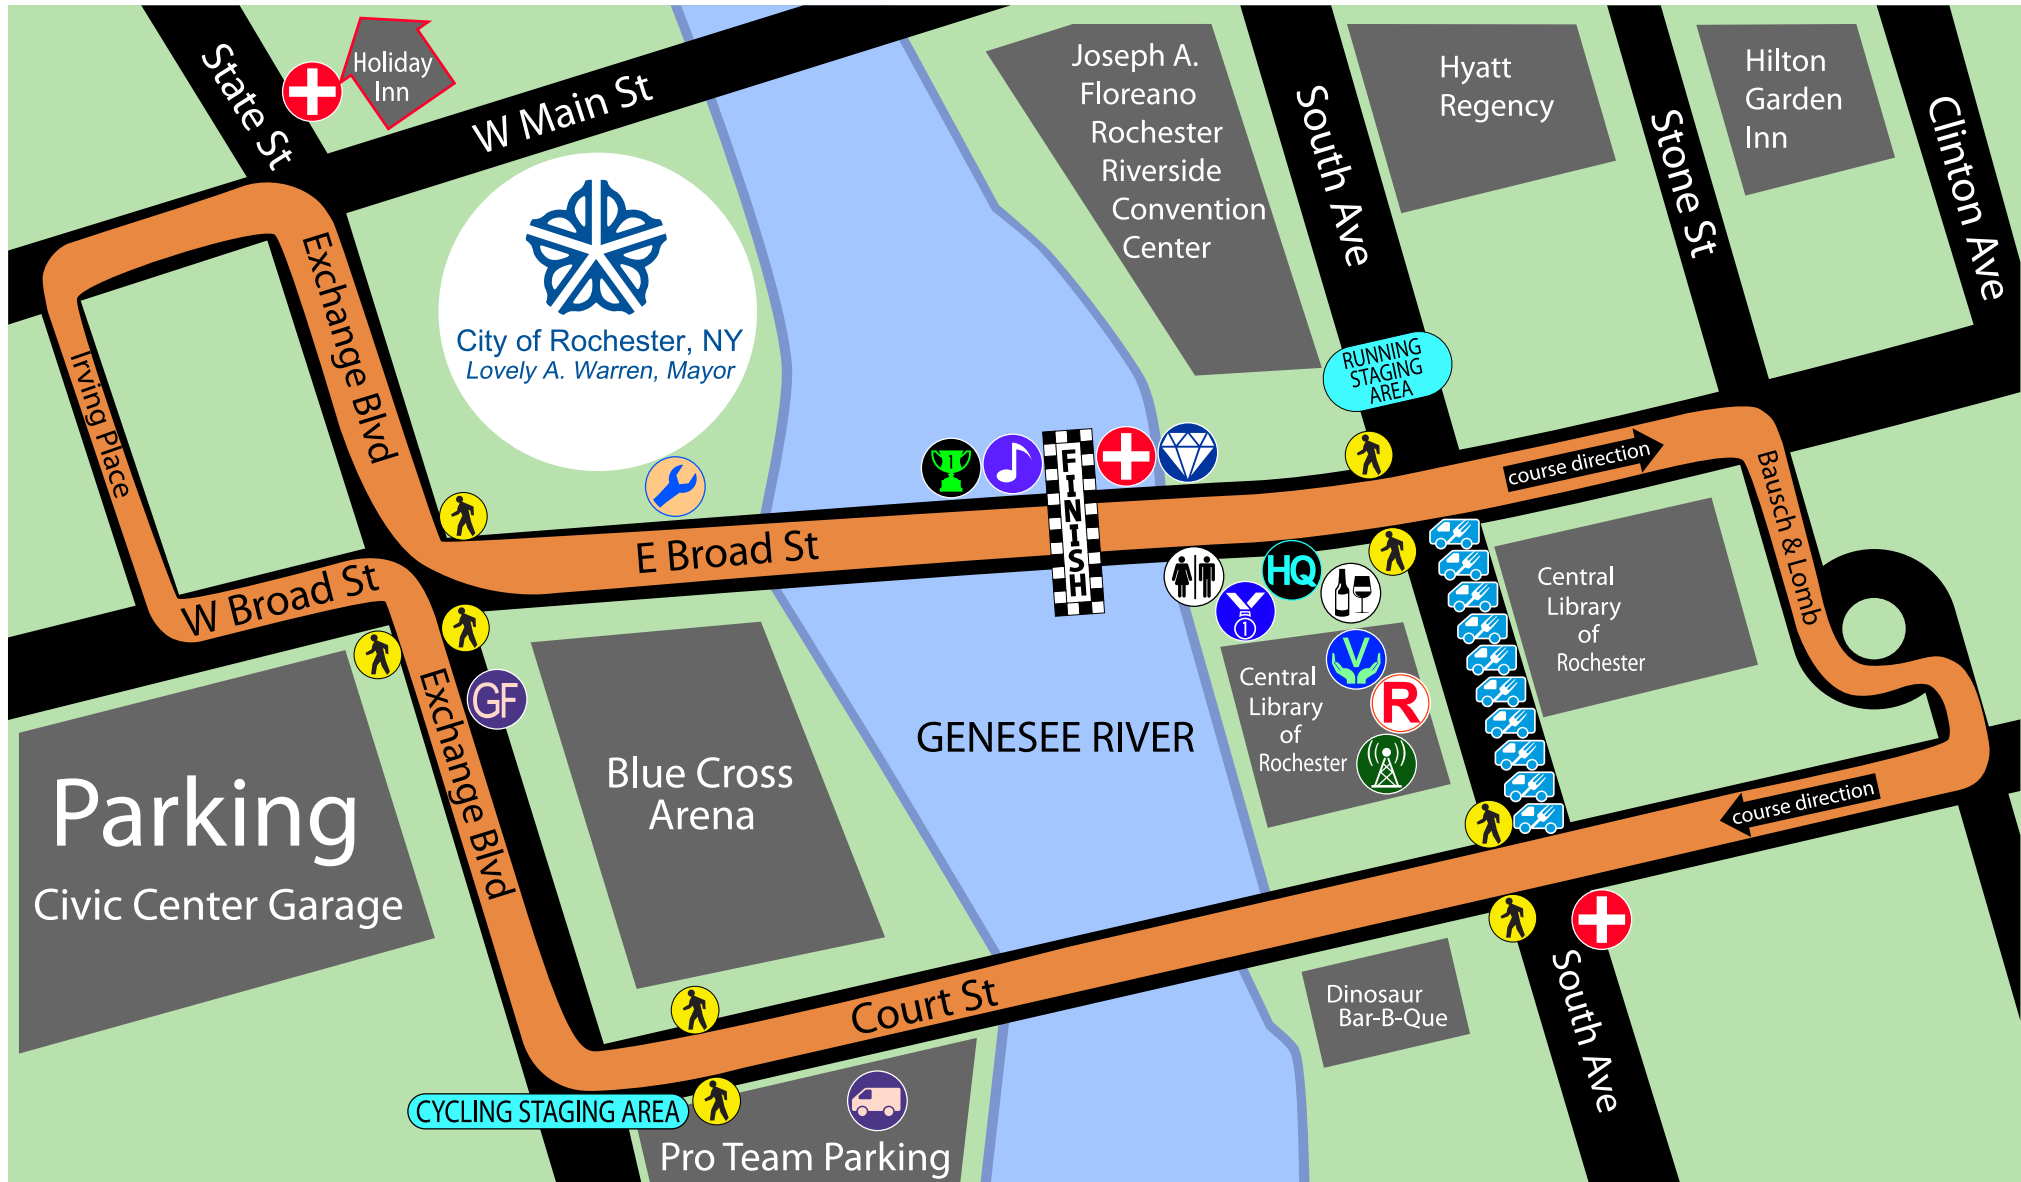 State St
Holiday
Inn
W Main St
Joseph A.
Floreano
Rochester
Riverside
Convention
Center
South Ave
Hyatt
Regency
Stone St
Hilton
Garden
Inn
Clinton Ave
City of Rochester, NY
Lovely A. Warren, Mayor
Exchange Blvd
Irving Place
RUNNING
STAGING
AREA
1
FINISH
course direction
Bausch & Lomb
E Broad St
W Broad St
HQ
1
Central
Library
of
Rochester
V
R
Central
Library
of
Rochester
GF
Exchange Blvd
GENESEE RIVER
Blue Cross
Arena
Parking
Civic Center Garage
course direction
Court St
Dinosaur
Bar-B-Que
South Ave
CYCLING STAGING AREA
Pro Team Parking